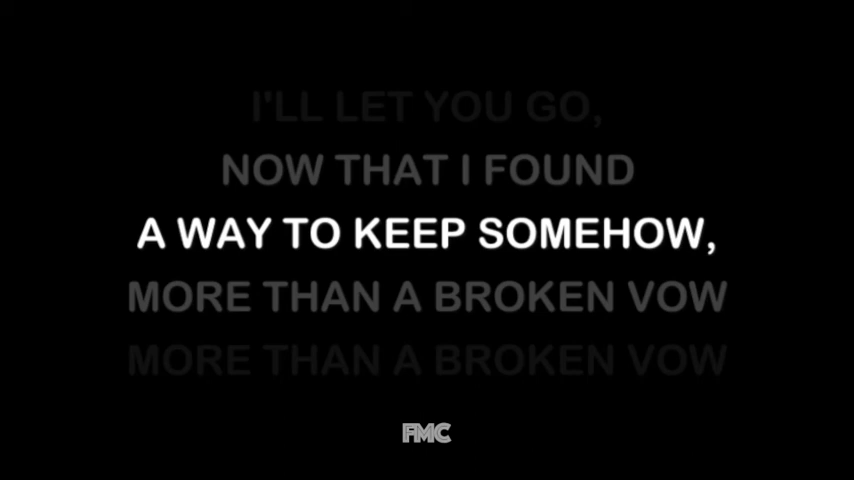 I'LL LET YOU GO,
NOW THAT I FOUND
A WAY TO KEEP SOMEHOW,
MORE THAN A BROKEN VOW
MORE THAN A BROKEN VOW
FMC